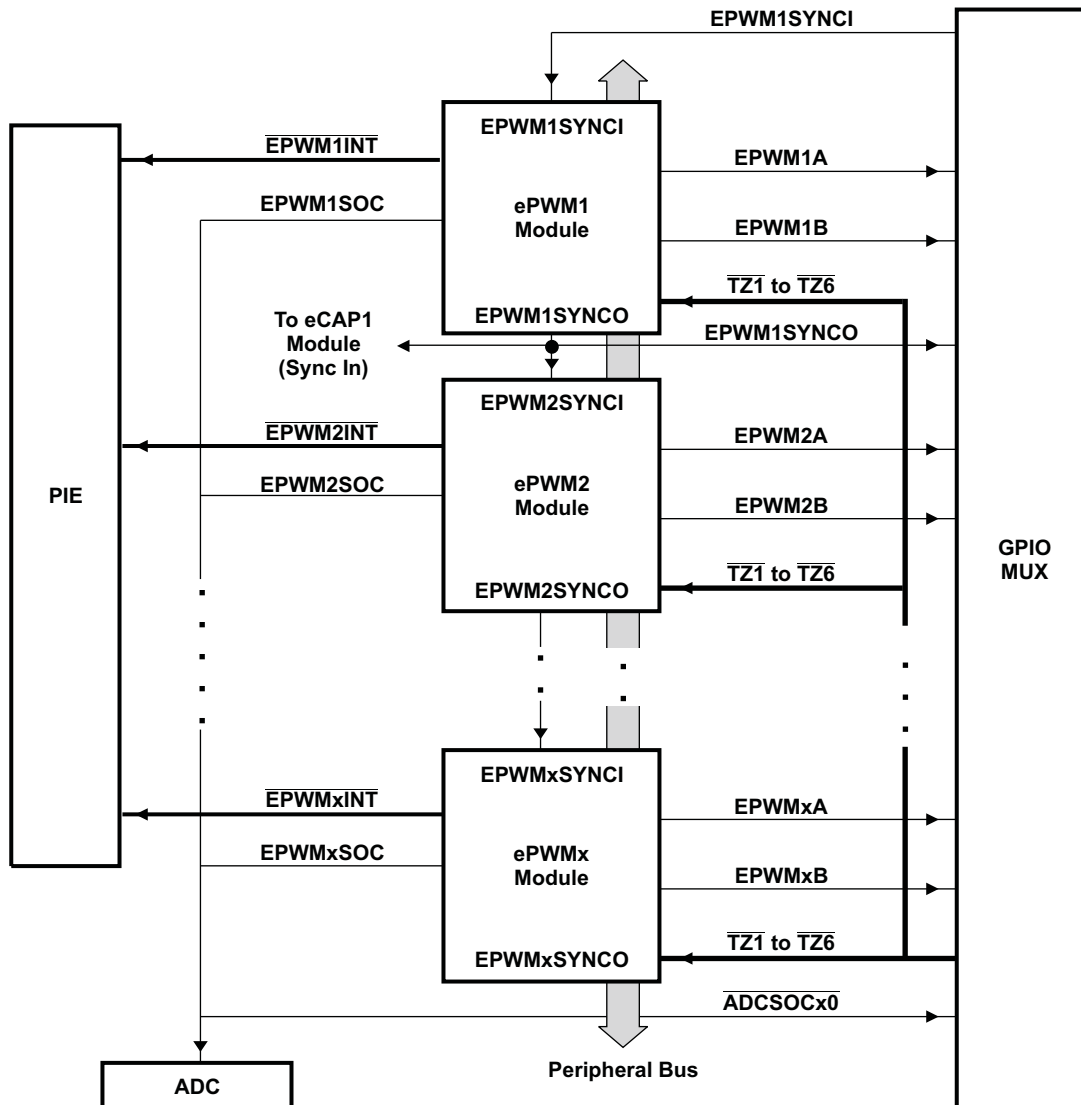 EPWM1SYNCI
EPWM1SYNCI
EPWM1INT
EPWM1A
EPWM1SOC
ePWM1
Module
EPWM1B
TZ1 to TZ6
To eCAP1
Module
(Sync In)
EPWM1SYNCO
EPWM1SYNCO
EPWM2SYNCI
EPWM2INT
EPWM2A
PIE
EPWM2SOC
ePWM2
Module
EPWM2B
GPIO
MUX
TZ1 to TZ6
EPWM2SYNCO
EPWMxSYNCI
EPWMxINT
EPWMxA
EPWMxSOC
ePWMx
Module
EPWMxB
TZ1 to TZ6
EPWMxSYNCO
ADCSOCx0
Peripheral Bus
ADC